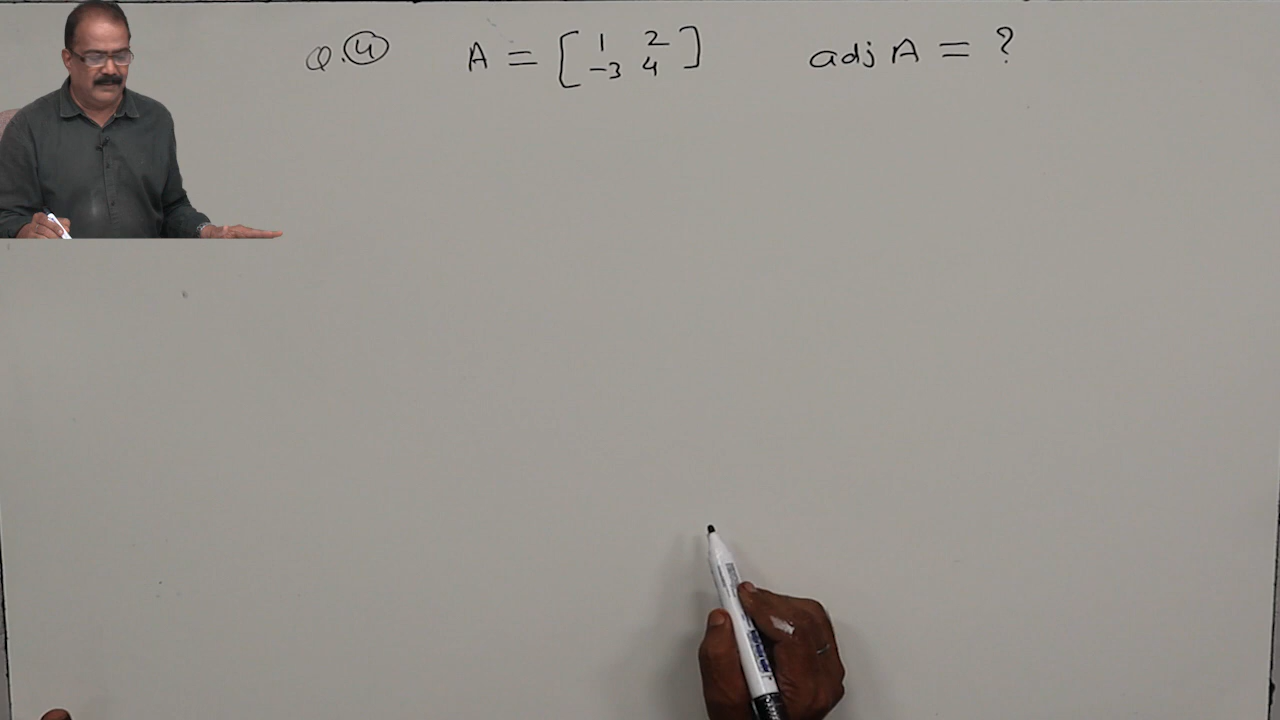 Q.④ A = [ 1 2 adj A = ?
-3 4 ]